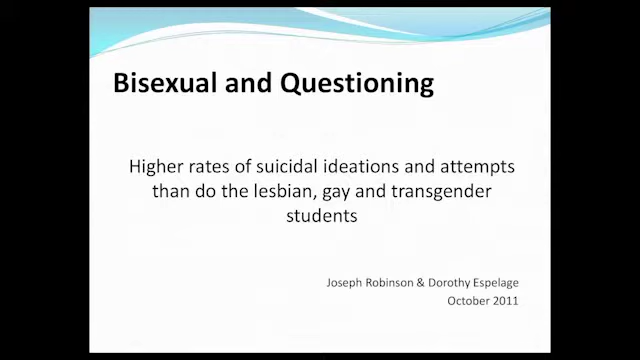 Bisexual and Questioning
Higher rates of suicidal ideations and attempts
than do the lesbian, gay and transgender
students
Joseph Robinson & Dorothy Espelage
October 2011